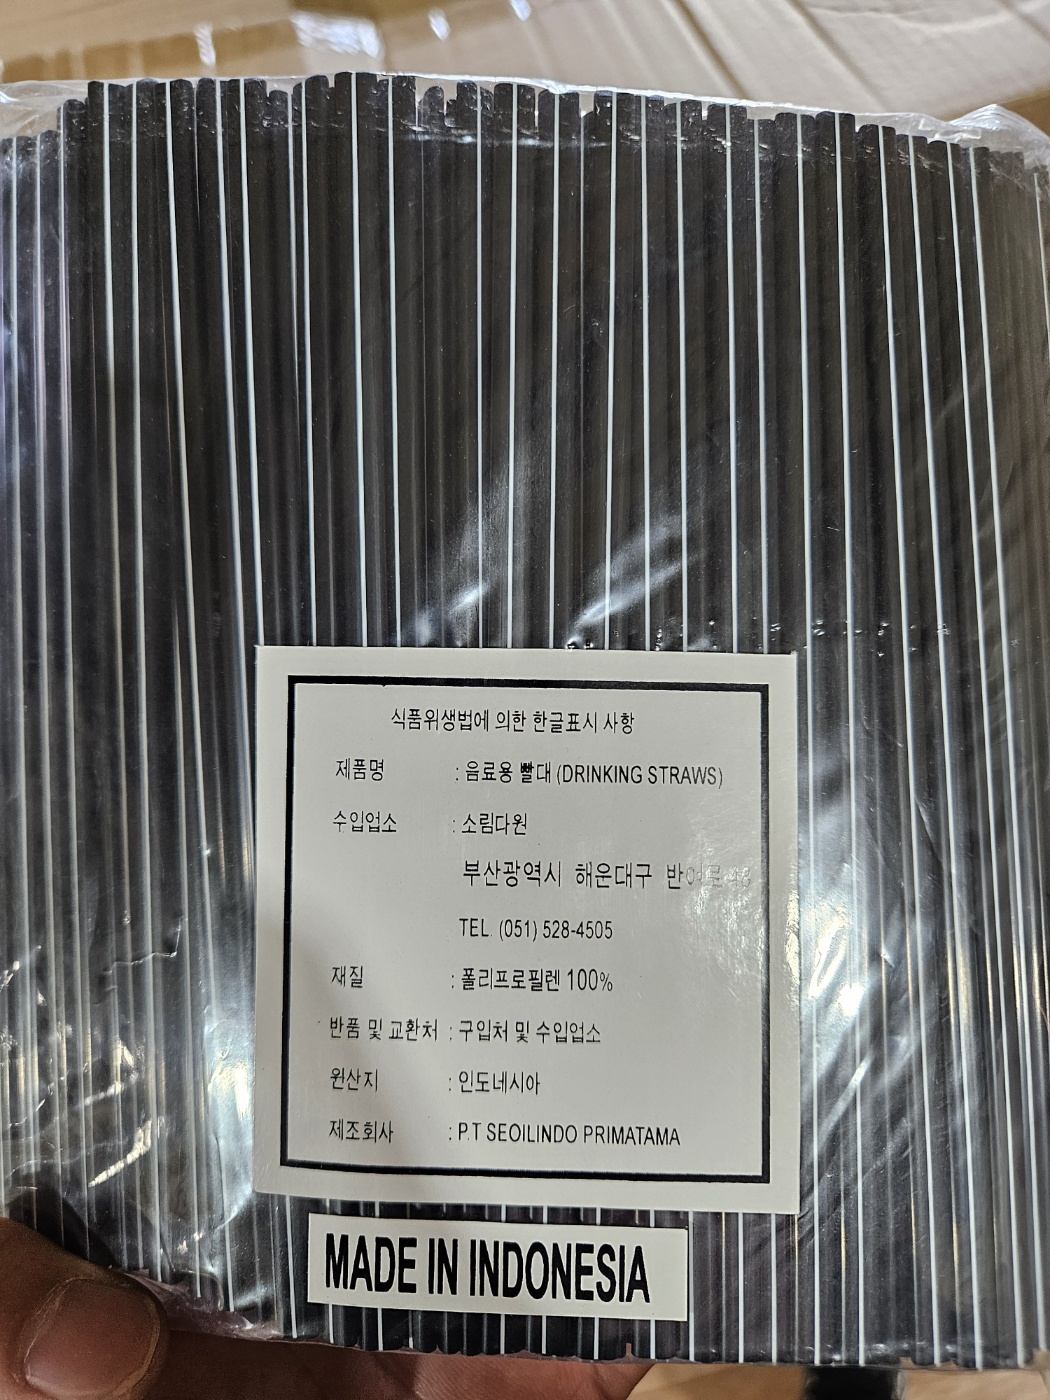 식품위생법에 의한 한글표시 사항
제품명 : 음료용 빨대 (DRINKING STRAWS)
수입업소 : 소림다원
부산광역시 해운대구
TEL. (051) 528-4505
재질 : 폴리프로필렌 100%
반품 및 교환처 : 구입처 및 수입업소
원산지 : 인도네시아
제조회사 : P.T SEOILINDO PRIMATAMA
MADE IN INDONESIA